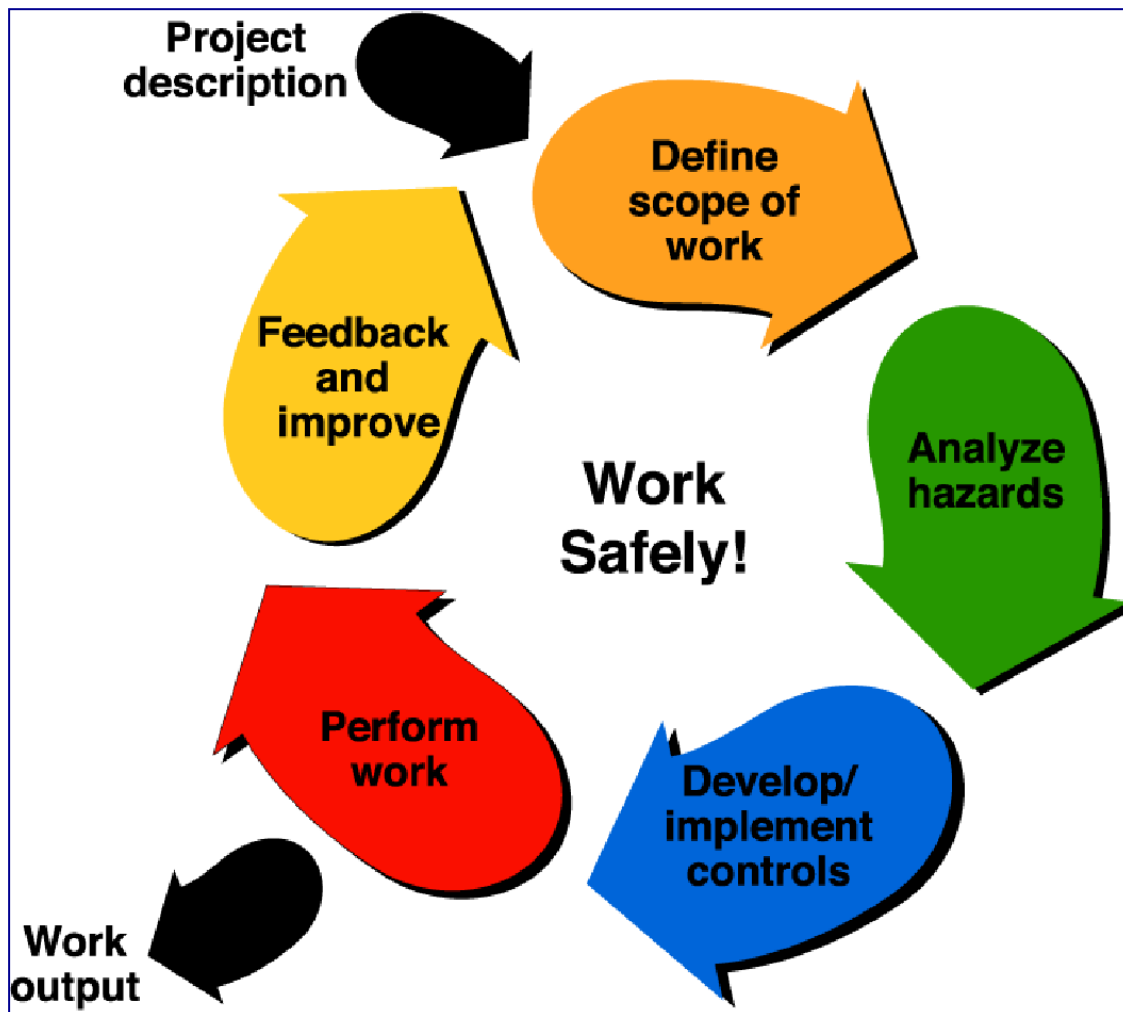 Project
description
Define
scope of
work
Analyze
hazards
Develop/
implement
controls
Perform
work
Work
output
Feedback
and
improve
Work
Safely!